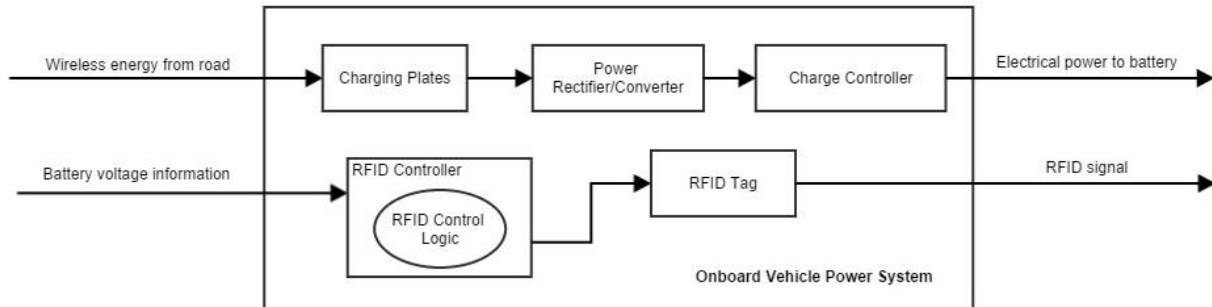 Wireless energy from road
Charging Plates
Power
Rectifier/Converter
Charge Controller
Electrical power to battery
Battery voltage information
RFID Controller
RFID Control
Logic
RFID Tag
RFID signal
Onboard Vehicle Power System